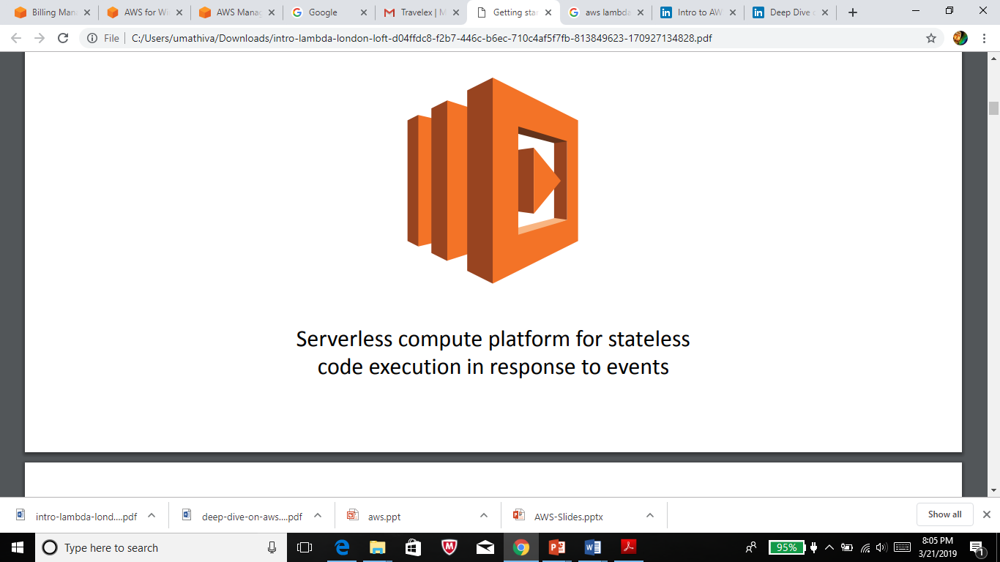 Billing Mana
AWS for Wi
AWS Manag
Google
Travelex | M
Getting star
aws lambda
Intro to AW
Deep Dive o
File | C:/Users/umathiva/Downloads/intro-lambda-london-loft-d04ffdc8-f2b7-446c-b6ec-710c4af5f7fb-813849623-170927134828.pdf
Serverless compute platform for stateless
code execution in response to events
intro-lambda-lond....pdf
deep-dive-on-aws....pdf
aws.ppt
AWS-Slides.pptx
Show all
Type here to search
95%
8:05 PM
3/21/2019
1